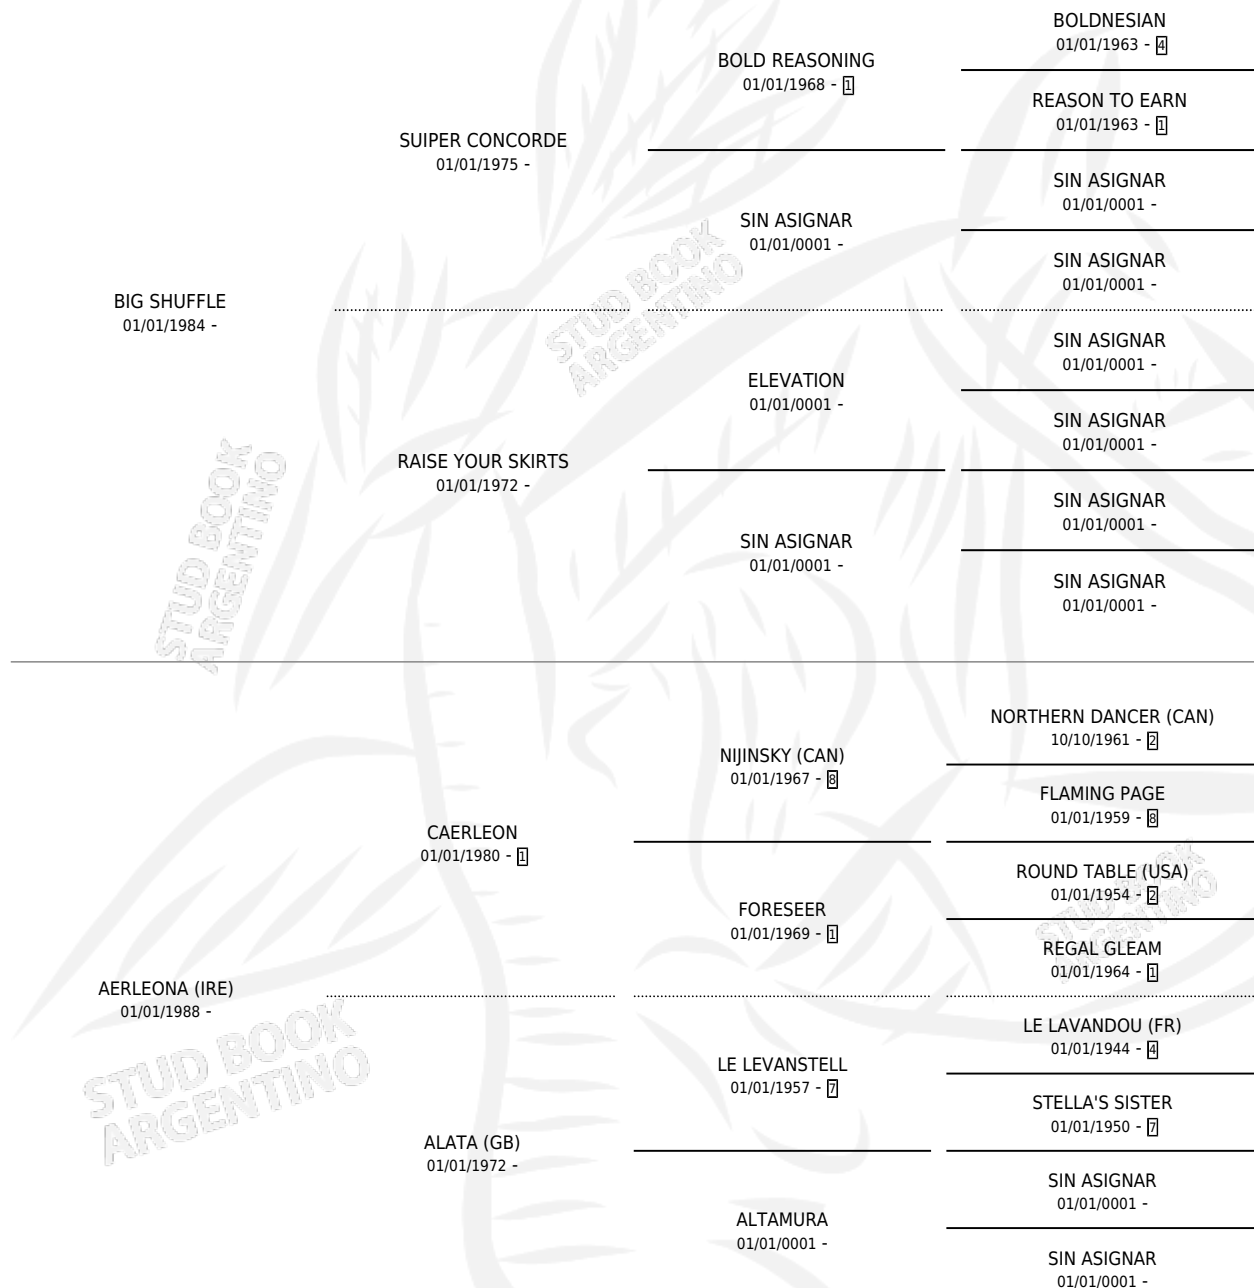 BIG SHUFFLE
01/01/1984 -
SUIPER CONCORDE
01/01/1975 -
BOLD REASONING
01/01/1968 - 1
BOLDNESIAN
01/01/1963 - 4
REASON TO EARN
01/01/1963 - 1
SIN ASIGNAR
01/01/0001 -
SIN ASIGNAR
01/01/0001 -
SIN ASIGNAR
01/01/0001 -
RAISE YOUR SKIRTS
01/01/1972 -
ELEVATION
01/01/0001 -
SIN ASIGNAR
01/01/0001 -
SIN ASIGNAR
01/01/0001 -
SIN ASIGNAR
01/01/0001 -
SIN ASIGNAR
01/01/0001 -
SIN ASIGNAR
01/01/0001 -
AERLEONA (IRE)
01/01/1988 -
CAERLEON
01/01/1980 - 1
NIJINSKY (CAN)
01/01/1967 - 8
NORTHERN DANCER (CAN)
10/10/1961 - 2
FLAMING PAGE
01/01/1959 - 8
FORESEER
01/01/1969 - 1
ROUND TABLE (USA)
01/01/1954 - 2
REGAL GLEAM
01/01/1964 - 1
ALATA (GB)
01/01/1972 -
LE LEVANSTELL
01/01/1957 - 7
LE LAVANDOU (FR)
01/01/1944 - 4
STELLA'S SISTER
01/01/1950 - 7
ALTAMURA
01/01/0001 -
SIN ASIGNAR
01/01/0001 -
SIN ASIGNAR
01/01/0001 -
STUD BOOK
ARGENTINO
STUD BOOK
ARGENTINO
STUD BOOK
ARGENTINO
STUD BOOK
ARGENTINO